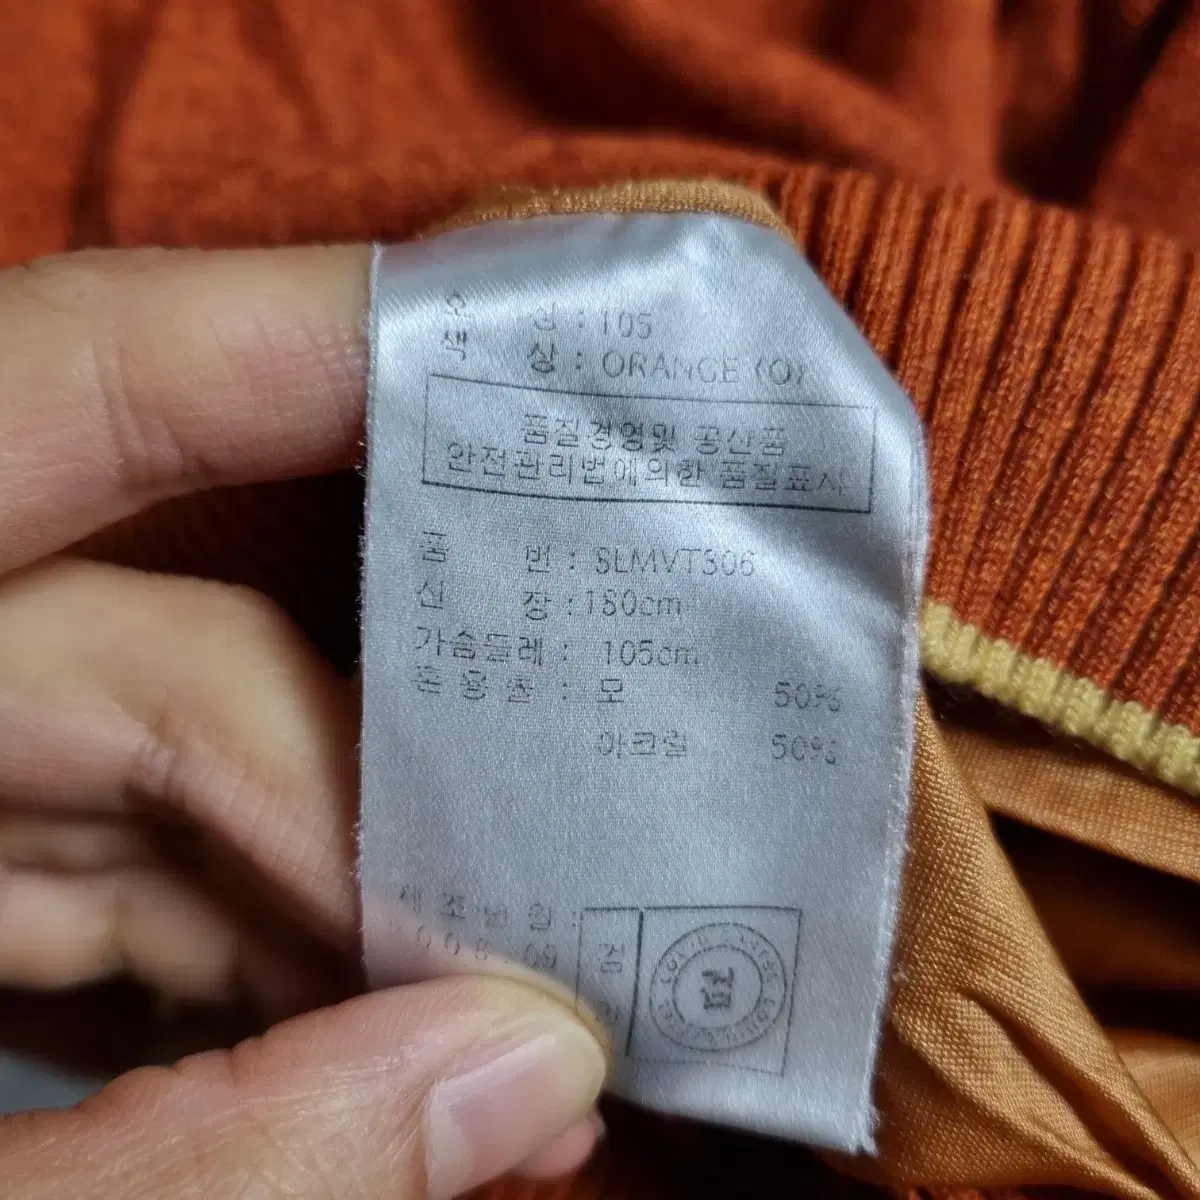 호 칭 : 105
색 상 : ORANGE (O)
품질경영및 공산품
안전관리법에의한 품질표시
품 번 : SLMVT306
신 장 : 180cm
가슴둘레 : 105cm
혼 용 율 : 모 50%
아크릴 50%
제 조 년 월 :
2008. 09
검